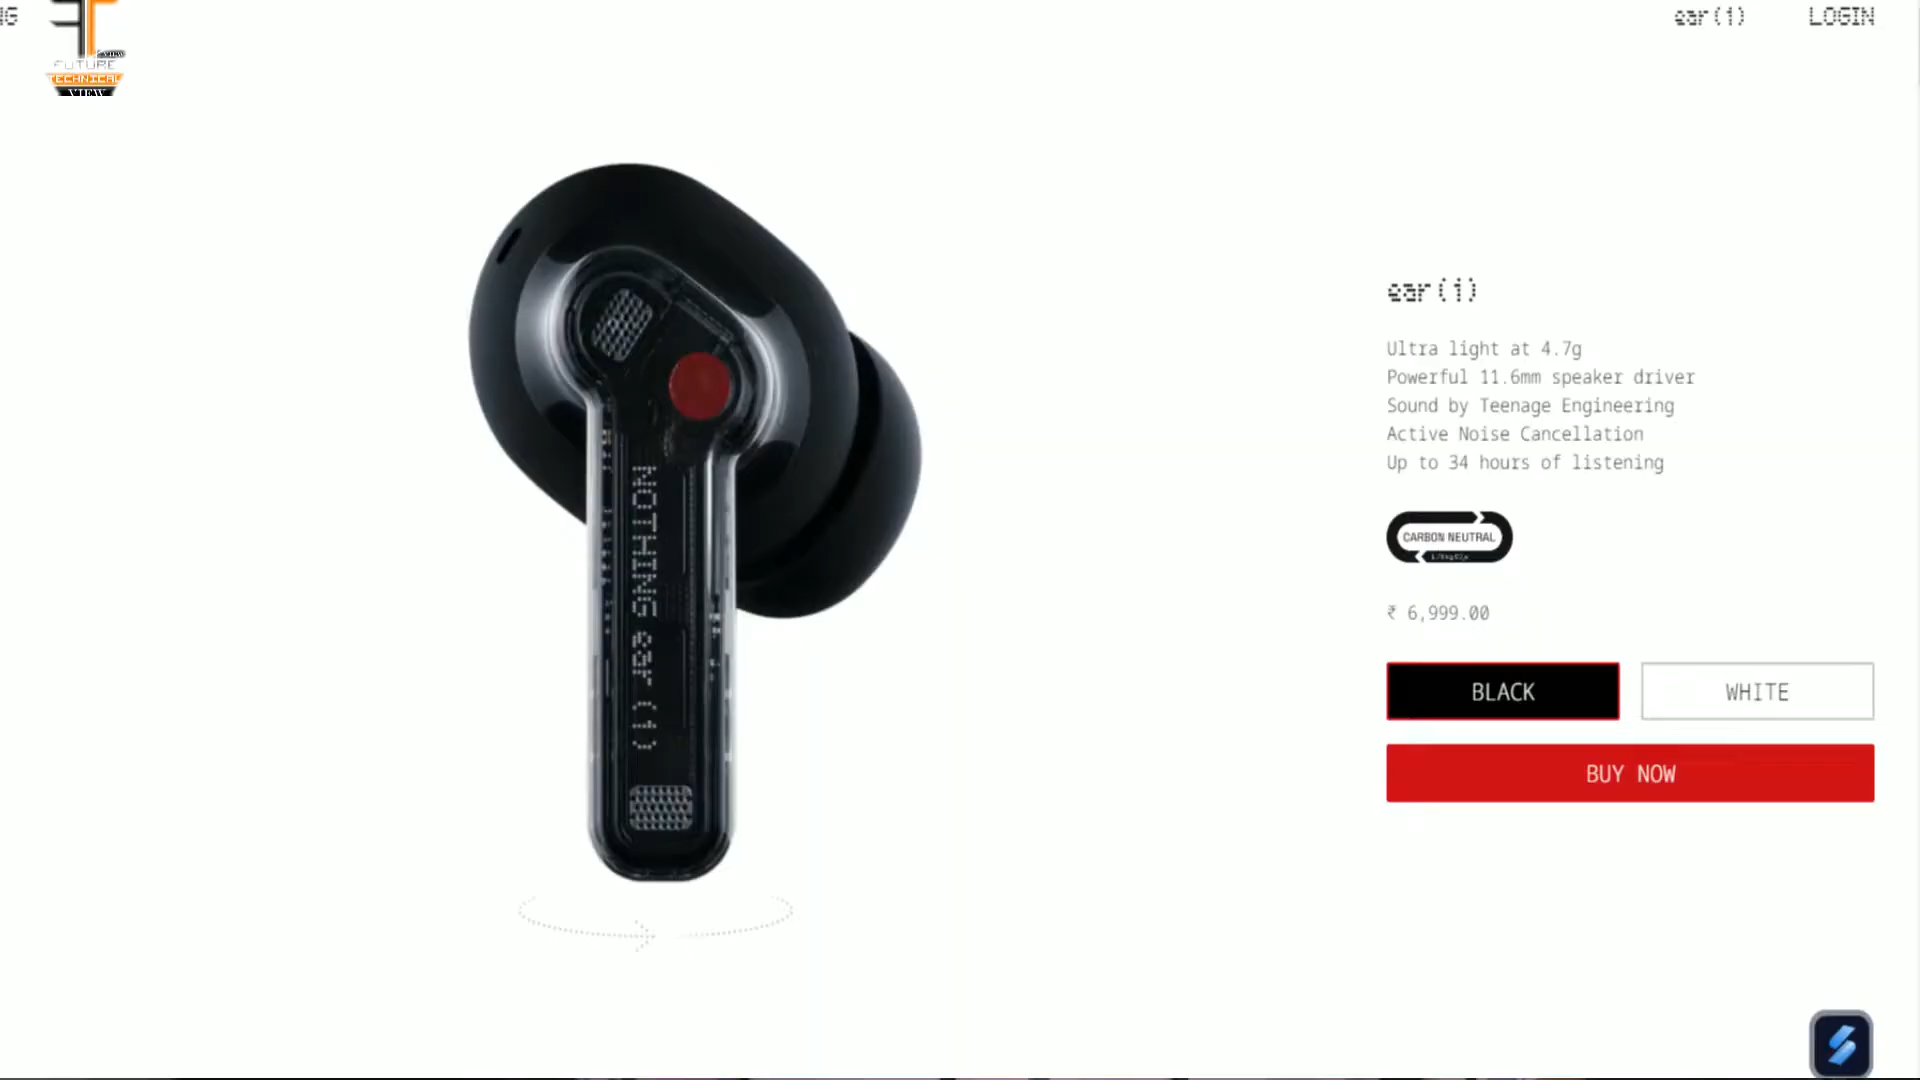 ear(1)
LOGIN
FUTURE
TECHNICAL
VIEW
NOTHING ear (1)
ear(1)
Ultra light at 4.7g
Powerful 11.6mm speaker driver
Sound by Teenage Engineering
Active Noise Cancellation
Up to 34 hours of listening
CARBON NEUTRAL
₹ 6,999.00
BLACK
WHITE
BUY NOW